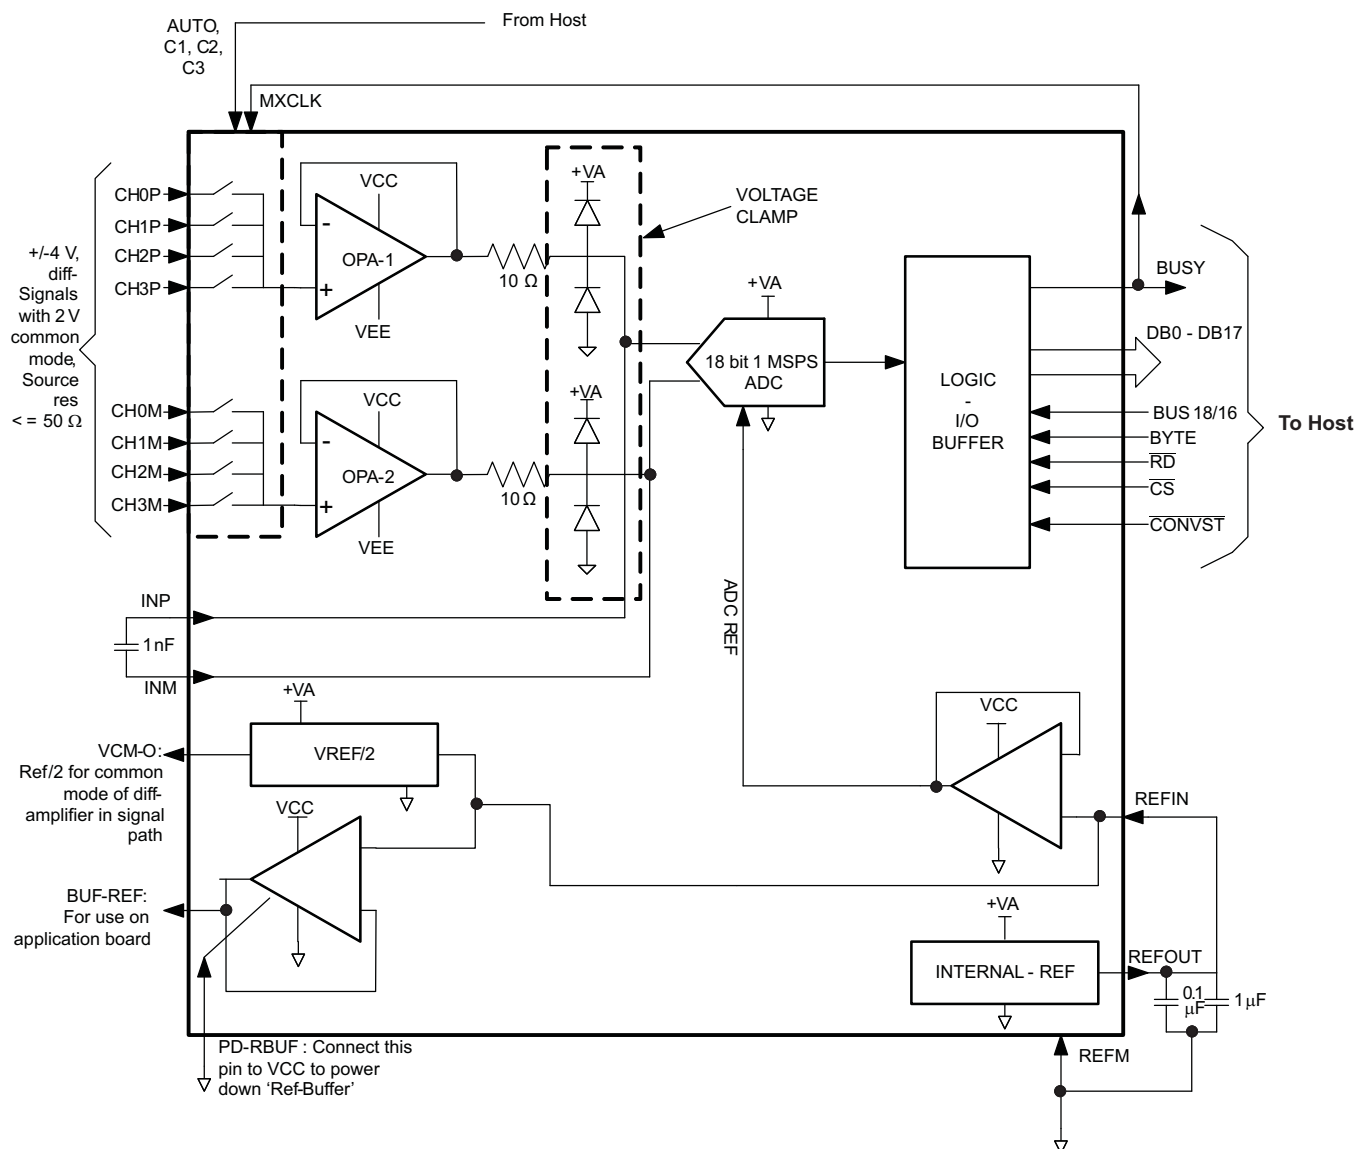 From Host
AUTO,
C1, C2,
C3
MXCLK
+/-4 V,
diff-
Signals
with 2 V
common
mode,
Source
res
< = 50 Ω
CH0P
CH1P
CH2P
CH3P
CH0M
CH1M
CH2M
CH3M
VCC
-
OPA-1
+
VEE
10 Ω
VCC
-
OPA-2
+
VEE
10 Ω
+VA
+VA
VOLTAGE
CLAMP
+VA
18 bit 1 MSPS
ADC
LOGIC
-
I/O
BUFFER
BUSY
DB0 - DB17
BUS 18/16
BYTE
R̅D̅
C̅S̅
C̅O̅N̅V̅S̅T̅
To Host
INP
1 nF
INM
ADC REF
+VA
VREF/2
VCM-O:
Ref/2 for common
mode of diff-
amplifier in signal
path
VCC
BUF-REF:
For use on
application board
PD-RBUF : Connect this
pin to VCC to power
down ‘Ref-Buffer’
VCC
REFIN
+VA
INTERNAL - REF
REFOUT
0.1
μF
1 μF
REFM